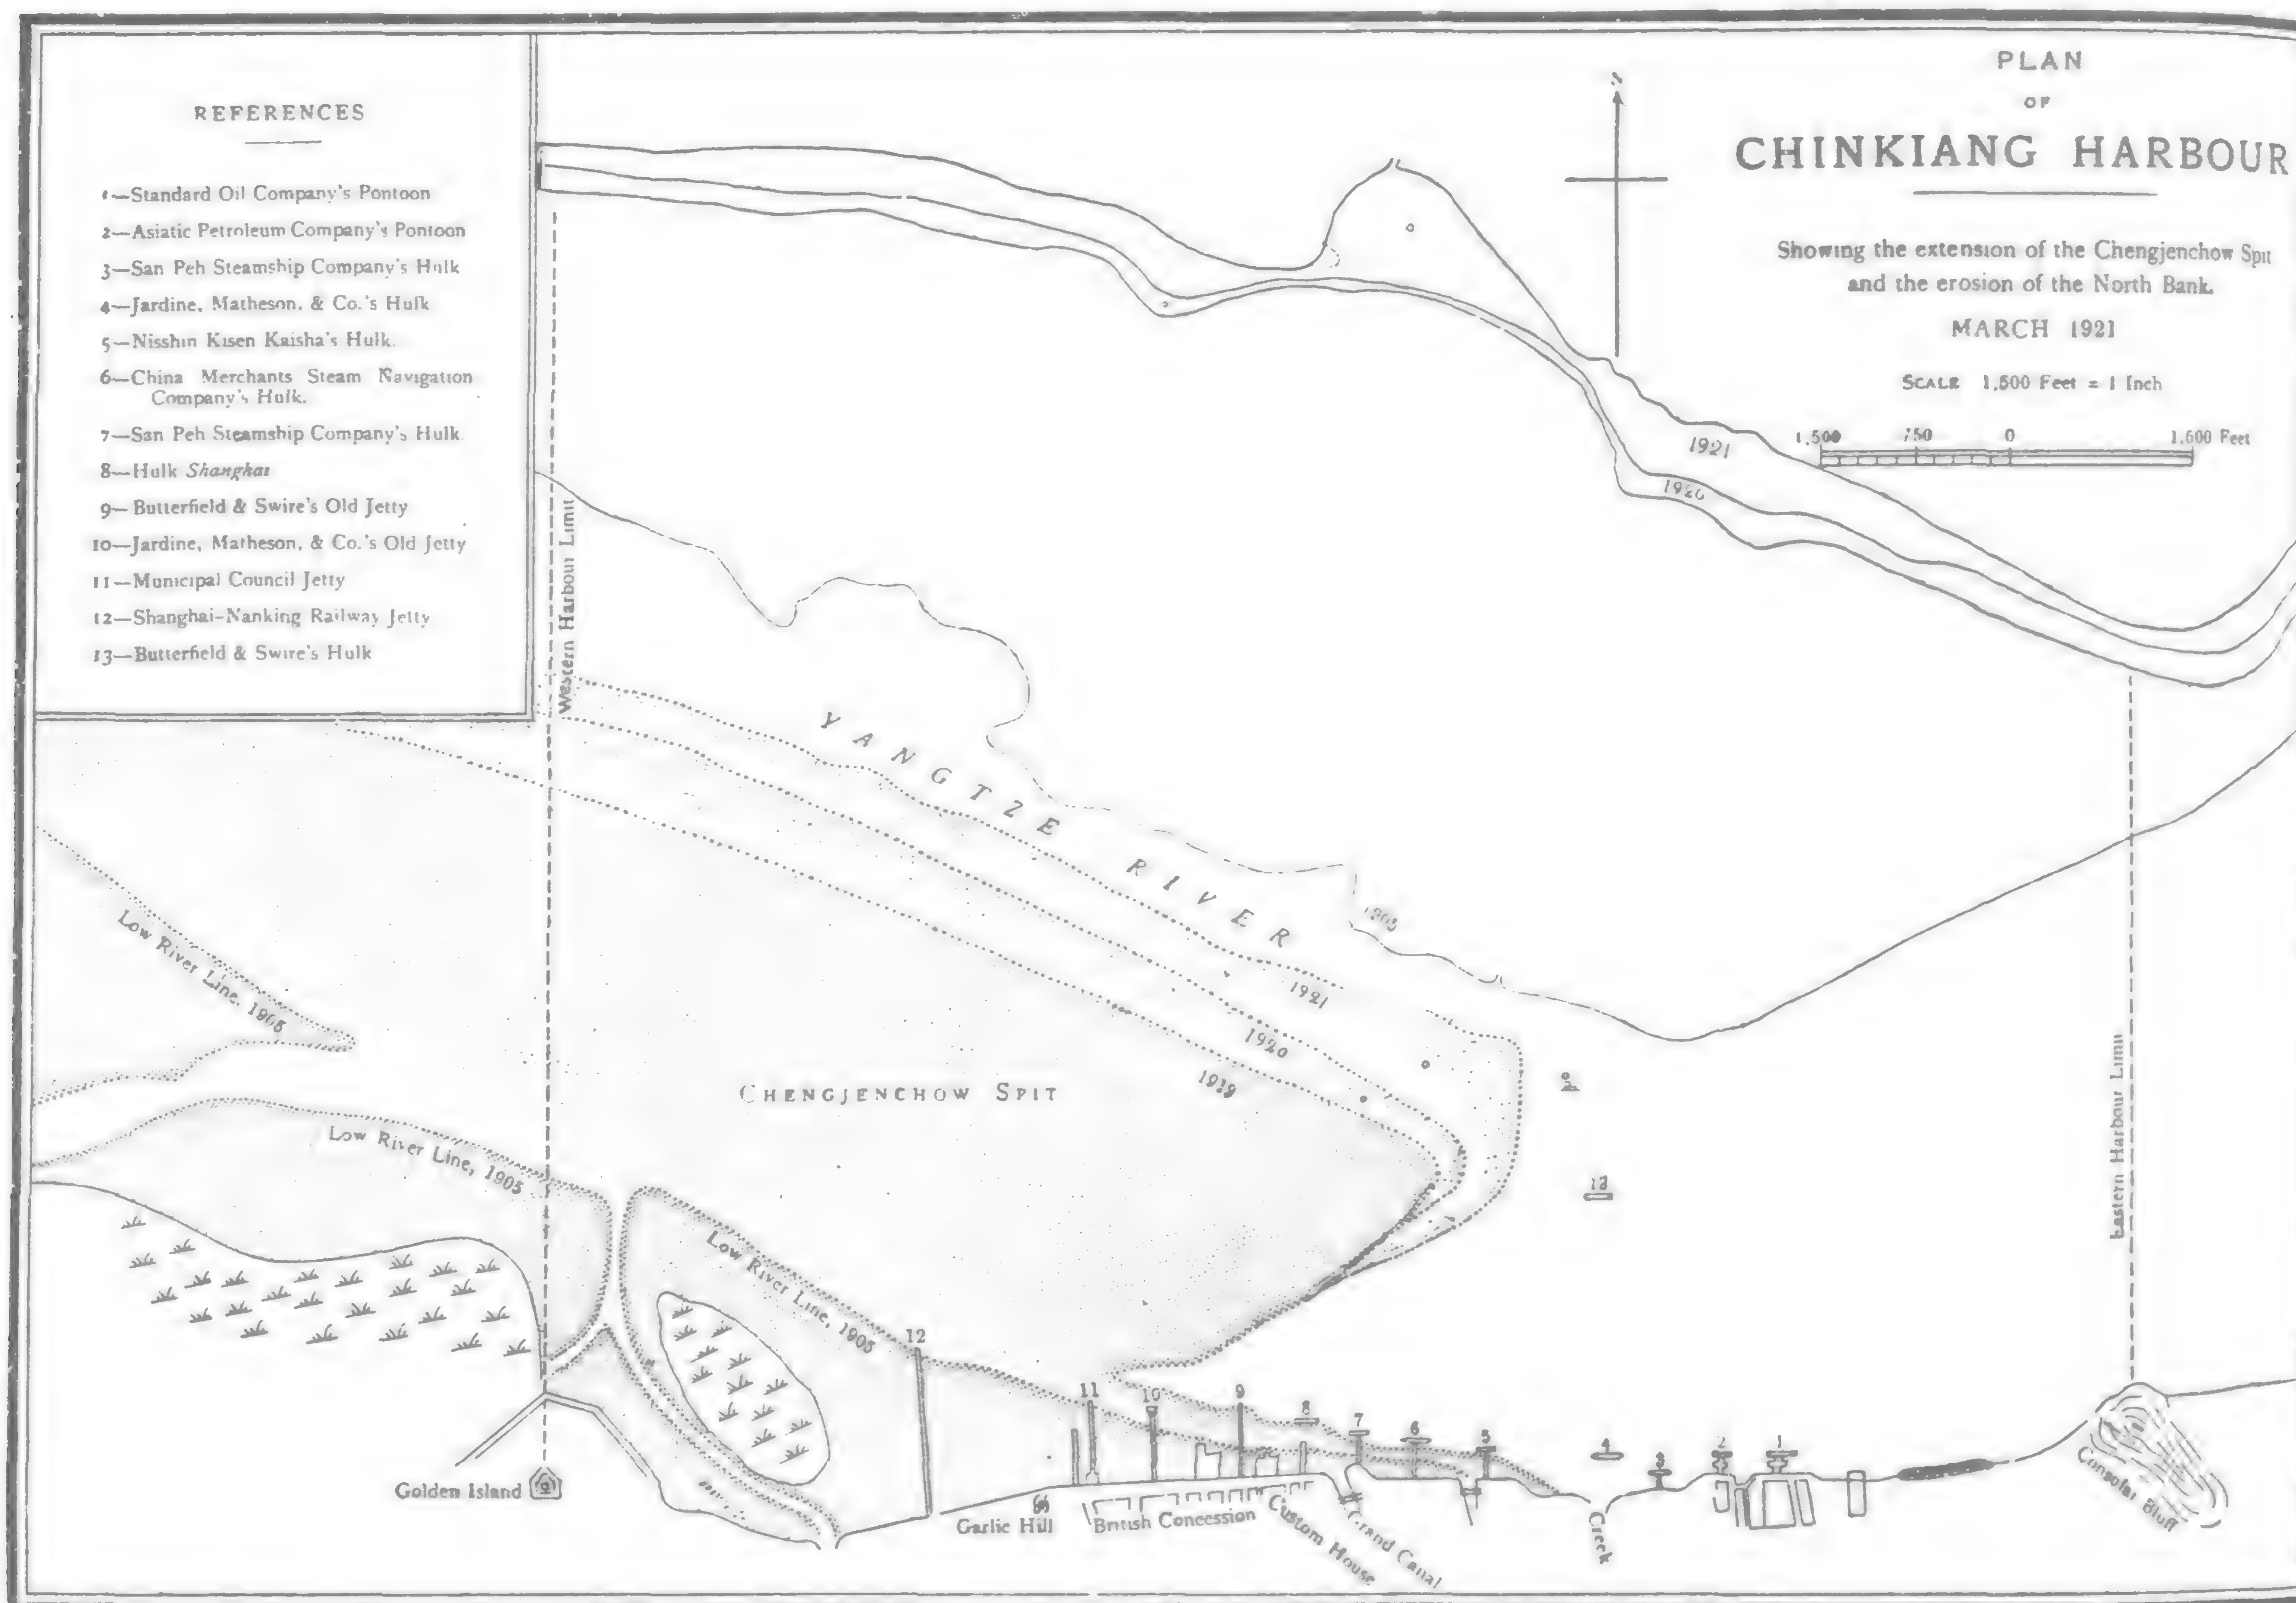 PLAN
OF
CHINKIANG HARBOUR
Showing the extension of the Chengjenchow Spit
and the erosion of the North Bank.
MARCH 1921
SCALE 1,500 Feet = 1 Inch
1,500 750 0 1,500 Feet
REFERENCES
1—Standard Oil Company's Pontoon
2—Asiatic Petroleum Company's Pontoon
3—San Peh Steamship Company's Hulk
4—Jardine, Matheson, & Co.'s Hulk
5—Nisshin Kisen Kaisha's Hulk.
6—China Merchants Steam Navigation
Company's Hulk.
7—San Peh Steamship Company's Hulk
8—Hulk Shanghai
9—Butterfield & Swire's Old Jetty
10—Jardine, Matheson, & Co.'s Old Jetty
11—Municipal Council Jetty
12—Shanghai-Nanking Railway Jetty
13—Butterfield & Swire's Hulk
N
1921
1920
Western Harbour Limit
YANGTZE RIVER
1921
1920
1919
Low River Line, 1905
CHENGJENCHOW SPIT
Low River Line, 1905
Low River Line, 1905
Eastern Harbour Limit
13
12
11
10
9
8
7
6
5
4
3
2
1
Golden Island
Garlic Hill
British Concession
Custom House
Grand Canal
Creek
Consular Bluff